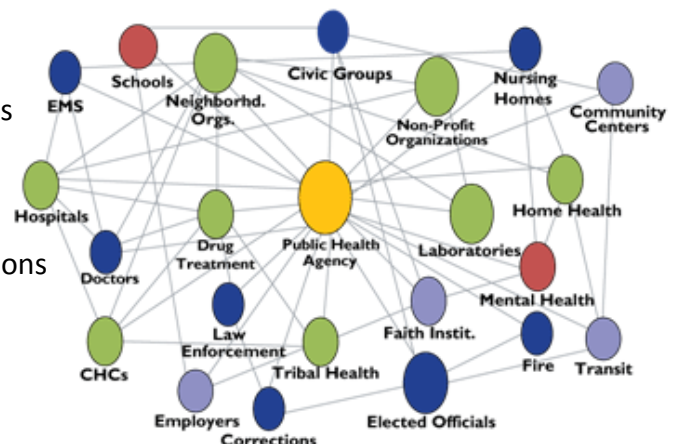 Civic Groups
Schools
EMS
Neighborhd.
Orgs.
Nursing
Homes
Community
Centers
Non-Profit
Organizations
s
Hospitals
Home Health
Drug
Treatment
Public Health
Agency
Laboratories
ons
Doctors
Mental Health
Law
Enforcement
Faith Instit.
Fire
Transit
CHCs
Tribal Health
Employers
Corrections
Elected Officials